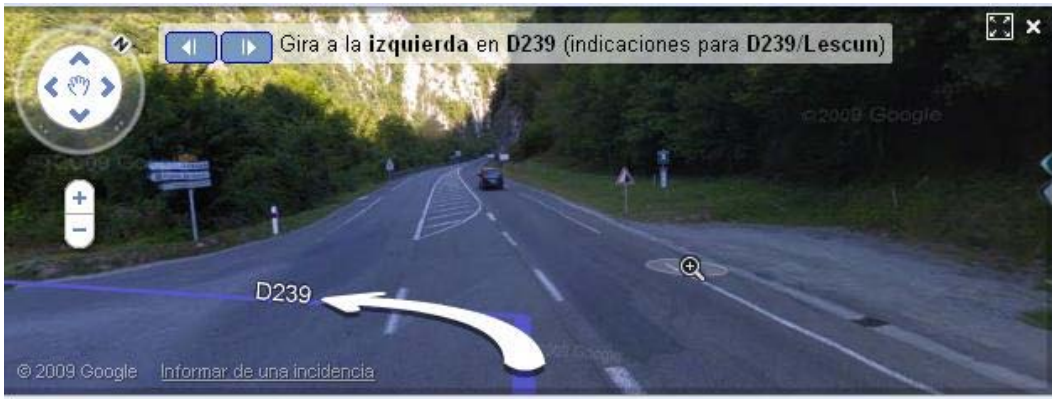 N
Gira a la izquierda en D239 (indicaciones para D239/Lescun)
©2009 Google
D239
© 2009 Google Informar de una incidencia